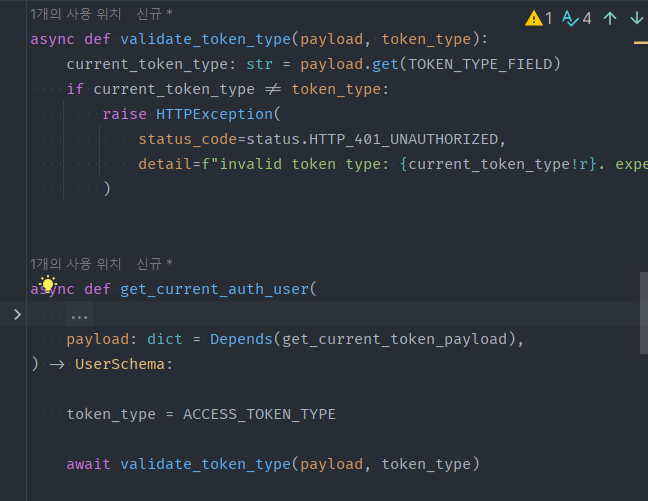 1개의 사용 위치 신규 *
1 4
async def validate_token_type(payload, token_type):
current_token_type: str = payload.get(TOKEN_TYPE_FIELD)
if current_token_type ≠ token_type:
raise HTTPException(
status_code=status.HTTP_401_UNAUTHORIZED,
detail=f"invalid token type: {current_token_type!r}. expe
)
1개의 사용 위치 신규 *
async def get_current_auth_user(
...
payload: dict = Depends(get_current_token_payload),
) → UserSchema:
token_type = ACCESS_TOKEN_TYPE
await validate_token_type(payload, token_type)